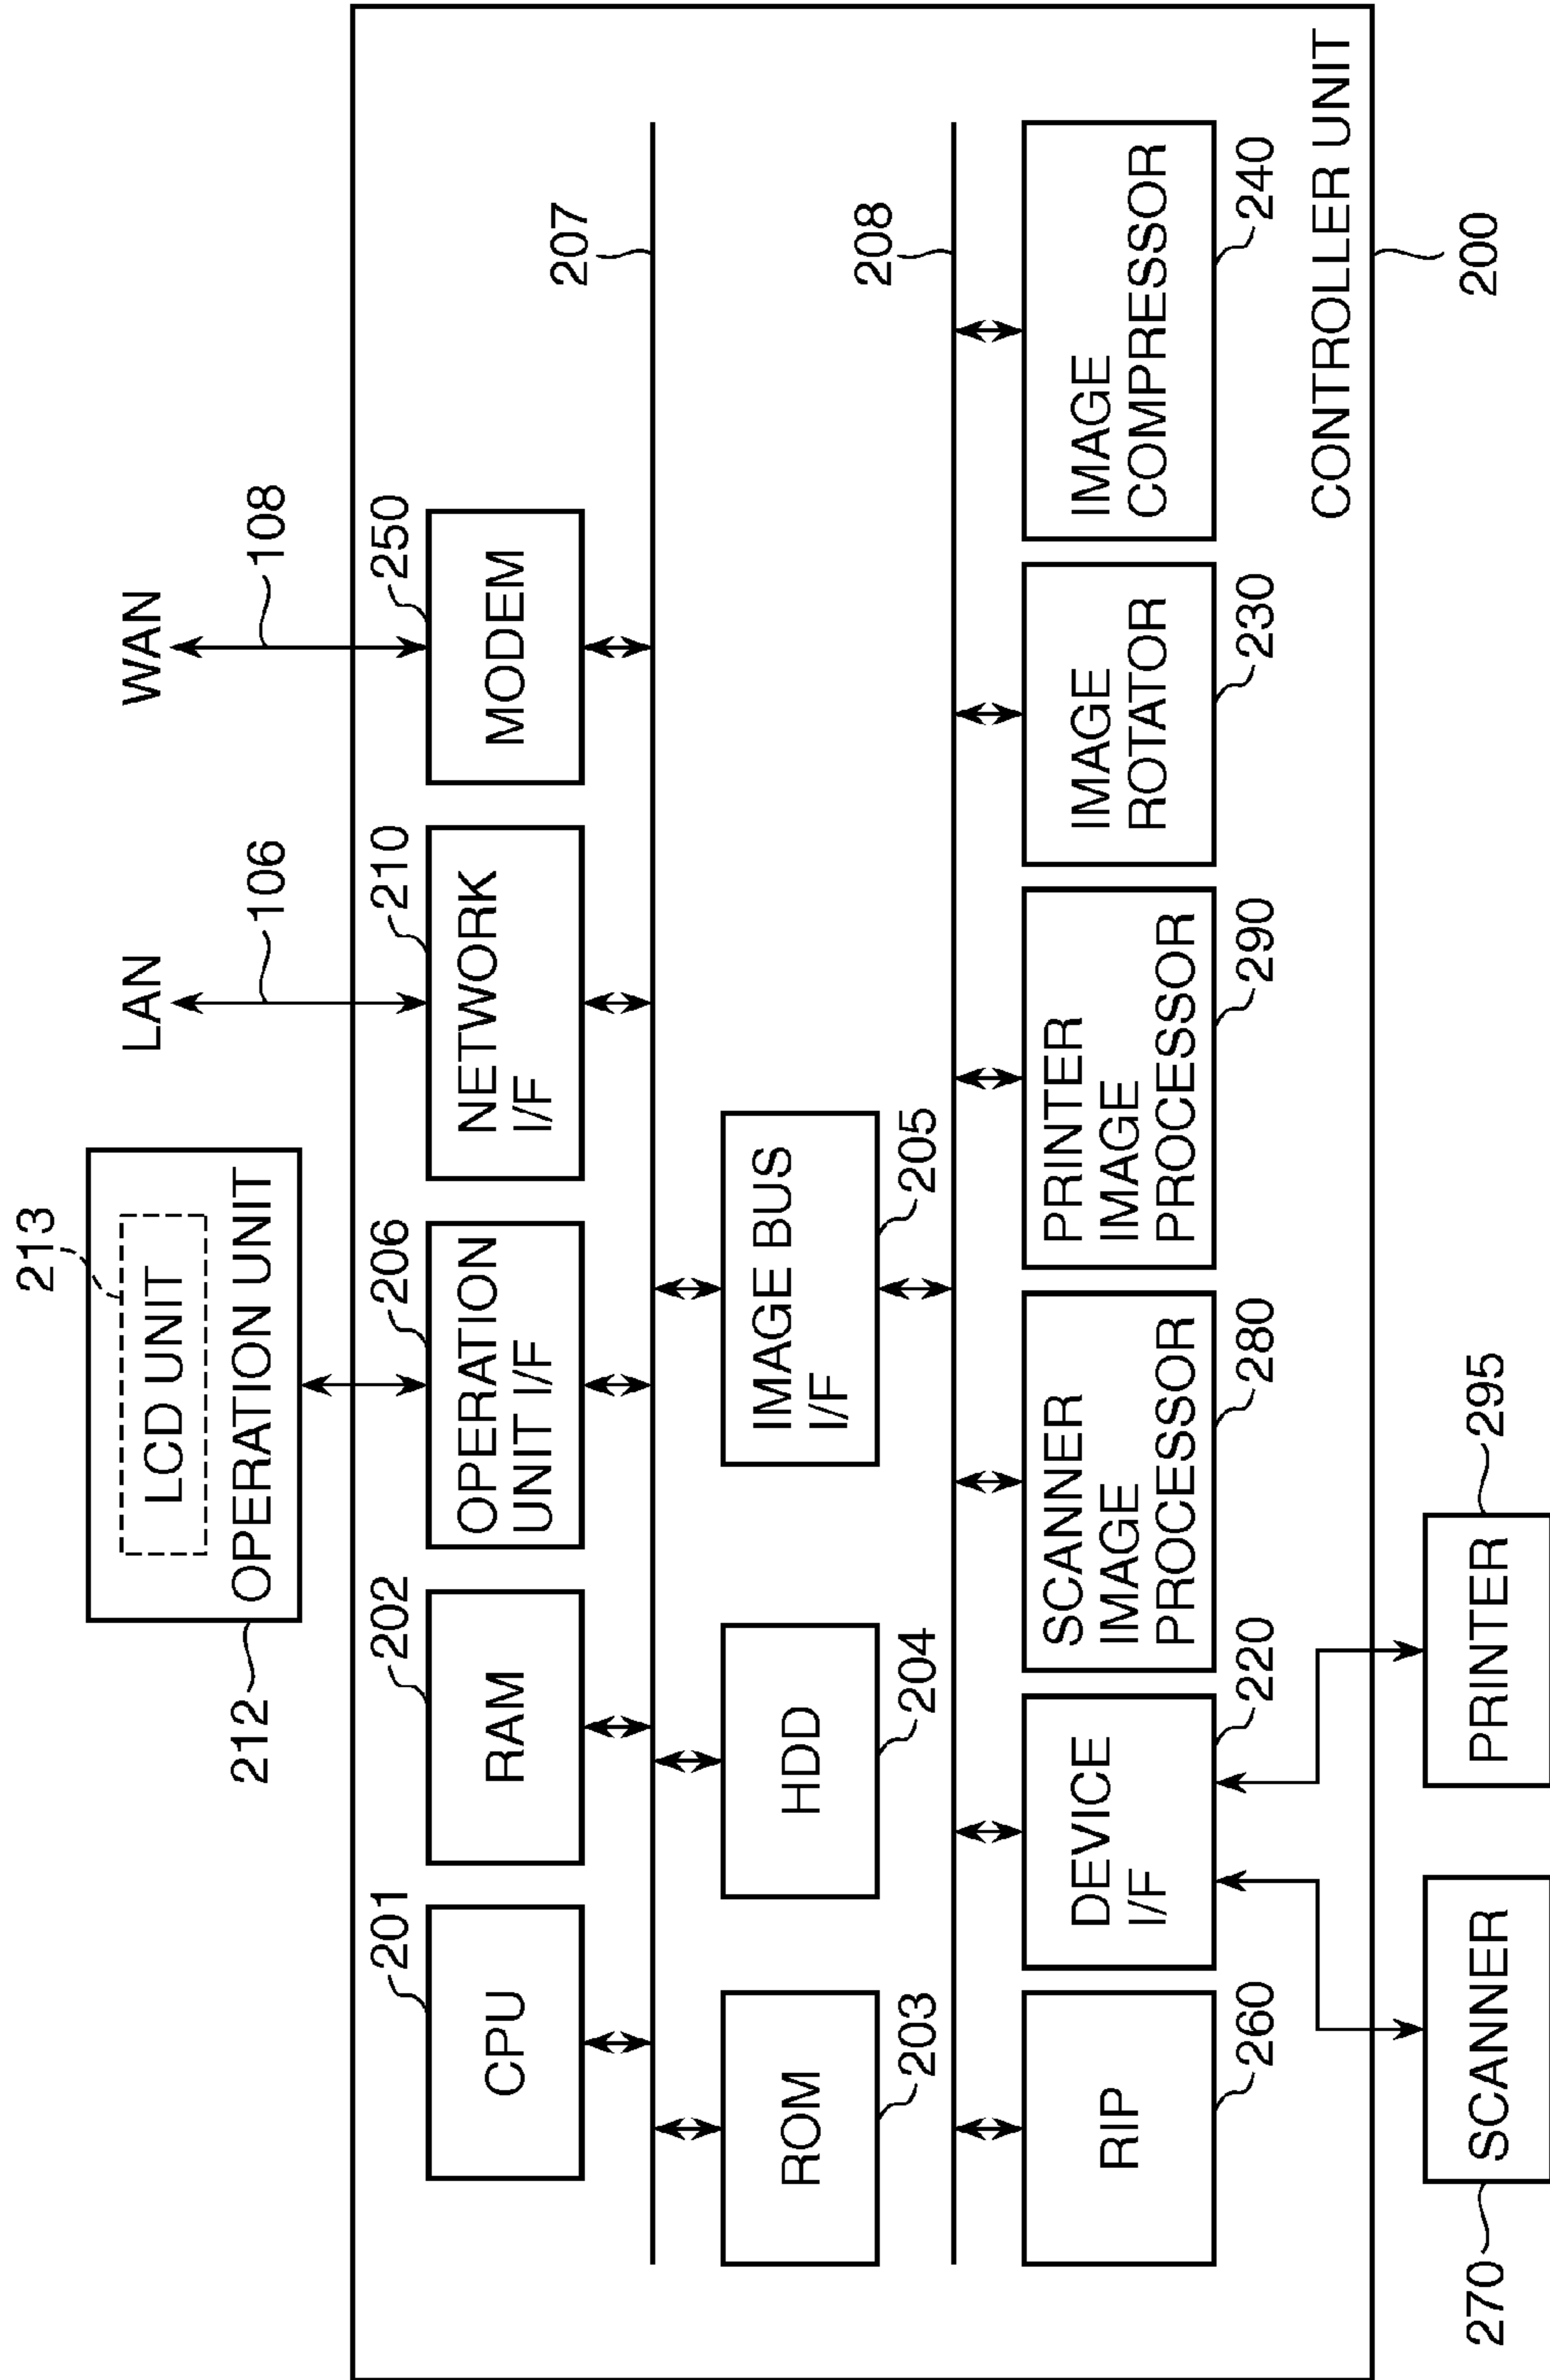 213
LCD UNIT
OPERATION UNIT
212
LAN
WAN
106
108
201
202
206
210
250
CPU
RAM
OPERATION
UNIT I/F
NETWORK
I/F
MODEM
207
ROM
HDD
IMAGE BUS
I/F
203
204
205
208
RIP
DEVICE
I/F
SCANNER
IMAGE
PROCESSOR
PRINTER
IMAGE
PROCESSOR
IMAGE
ROTATOR
IMAGE
COMPRESSOR
260
220
280
290
230
240
CONTROLLER UNIT
200
270
SCANNER
PRINTER
295